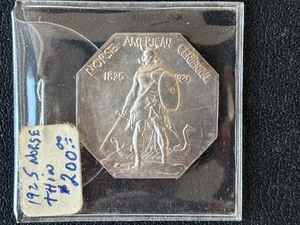 NORSE AMERICAN CENTENNIAL
1825 1925
1925 NORSE
THIN
$200.00